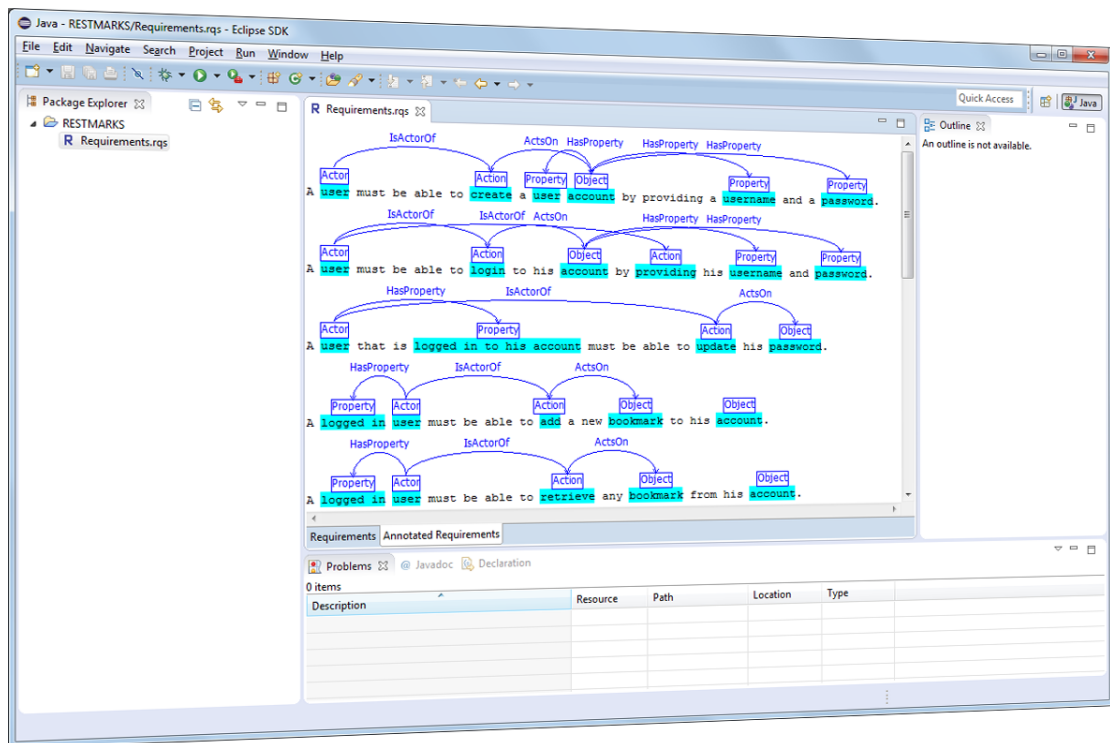 Java - RESTMARKS/Requirements.rqs - Eclipse SDK
File Edit Navigate Search Project Run Window Help
Quick Access Java
Package Explorer
RESTMARKS
R Requirements.rqs
R Requirements.rqs
IsActorOf ActsOn HasProperty HasProperty HasProperty
Actor Action Property Object Property Property
A user must be able to create a user account by providing a username and a password.
IsActorOf IsActorOf ActsOn HasProperty HasProperty
Actor Action Object Action Property Property
A user must be able to login to his account by providing his username and password.
HasProperty IsActorOf ActsOn
Actor Property Action Object
A user that is logged in to his account must be able to update his password.
HasProperty IsActorOf ActsOn
Property Actor Action Object Object
A logged in user must be able to add a new bookmark to his account.
HasProperty IsActorOf ActsOn
Property Actor Action Object Object
A logged in user must be able to retrieve any bookmark from his account.
Requirements Annotated Requirements
Outline
An outline is not available.
Problems @ Javadoc Declaration
0 items
Description Resource Path Location Type